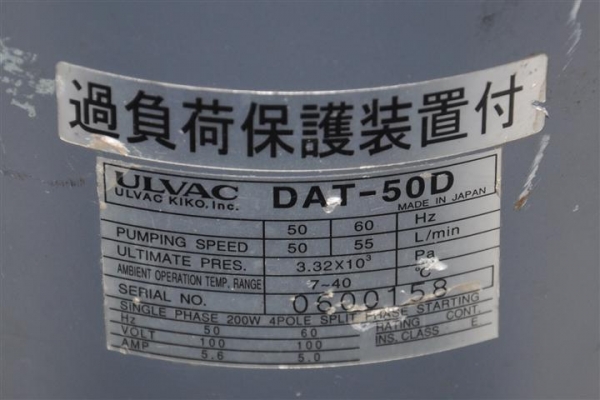 過負荷保護装置付
ULVAC DAT-50D
ULVAC KIKO.Inc. MADE IN JAPAN
50 60 Hz
PUMPING SPEED 50 55 L/min
ULTIMATE PRES. 3.32X10³ Pa
AMBIENT OPERATION TEMP. RANGE 7-40 ℃
SERIAL NO. 0600158
SINGLE PHASE 200W 4POLE SPLIT PHASE STARTING
Hz 50 60 RATING CONT.
VOLT 100 100 INS. CLASS E.
AMP 5.6 5.0